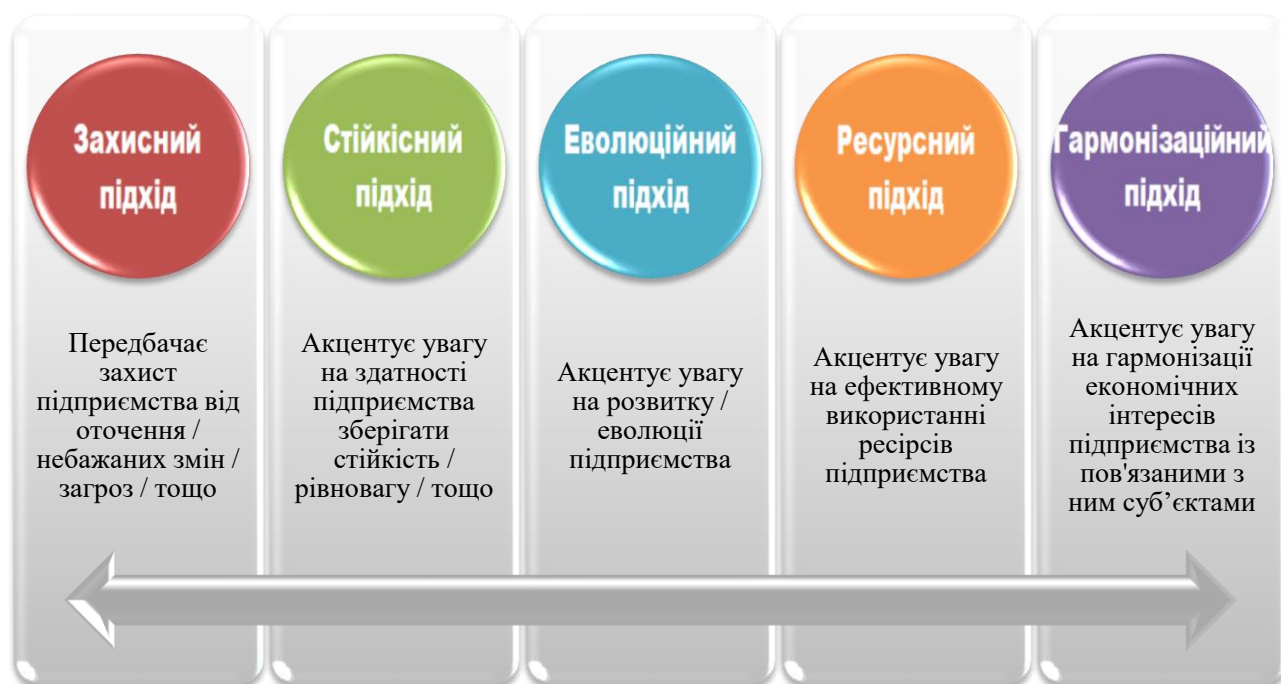 Захисний
підхід
Передбачає
захист
підприємства від
оточення /
небажаних змін /
загроз / тощо
Стійкісний
підхід
Акцентує увагу
на здатності
підприємства
зберігати
стійкість /
рівновагу / тощо
Еволюційний
підхід
Акцентує увагу
на розвитку /
еволюції
підприємства
Ресурсний
підхід
Акцентує увагу
на ефективному
використанні
ресірсів
підприємства
Гармонізаційний
підхід
Акцентує увагу
на гармонізації
економічних
інтересів
підприємства із
пов'язаними з
ним суб’єктами